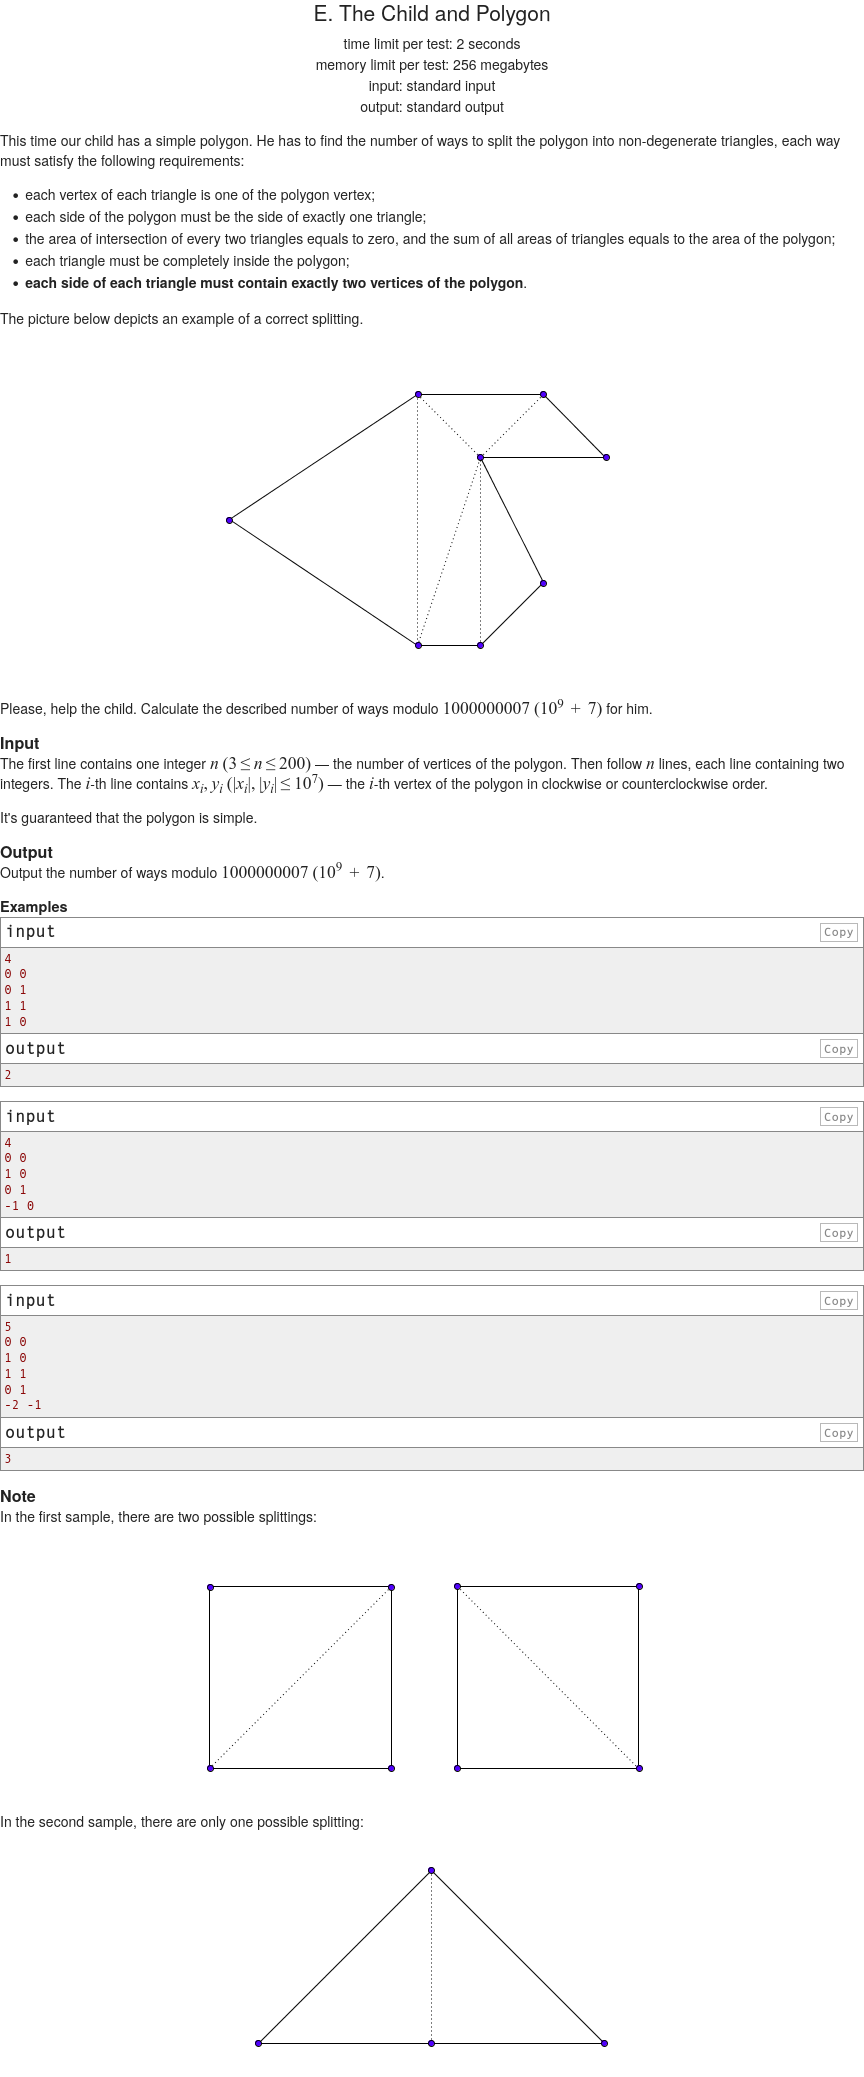 E. The Child and Polygon
time limit per test: 2 seconds
memory limit per test: 256 megabytes
input: standard input
output: standard output
This time our child has a simple polygon. He has to find the number of ways to split the polygon into non-degenerate triangles, each way
must satisfy the following requirements:
• each vertex of each triangle is one of the polygon vertex;
• each side of the polygon must be the side of exactly one triangle;
• the area of intersection of every two triangles equals to zero, and the sum of all areas of triangles equals to the area of the polygon;
• each triangle must be completely inside the polygon;
• each side of each triangle must contain exactly two vertices of the polygon.
The picture below depicts an example of a correct splitting.
Please, help the child. Calculate the described number of ways modulo 1000000007 (10^9 + 7) for him.
Input
The first line contains one integer n (3 ≤ n ≤ 200) — the number of vertices of the polygon. Then follow n lines, each line containing two
integers. The i-th line contains x_i, y_i (|x_i|, |y_i| ≤ 10^7) — the i-th vertex of the polygon in clockwise or counterclockwise order.
It's guaranteed that the polygon is simple.
Output
Output the number of ways modulo 1000000007 (10^9 + 7).
Examples
input Copy
4
0 0
0 1
1 1
1 0
output Copy
2
input Copy
4
0 0
1 0
0 1
-1 0
output Copy
1
input Copy
5
0 0
1 0
1 1
0 1
-2 -1
output Copy
3
Note
In the first sample, there are two possible splittings:
In the second sample, there are only one possible splitting: